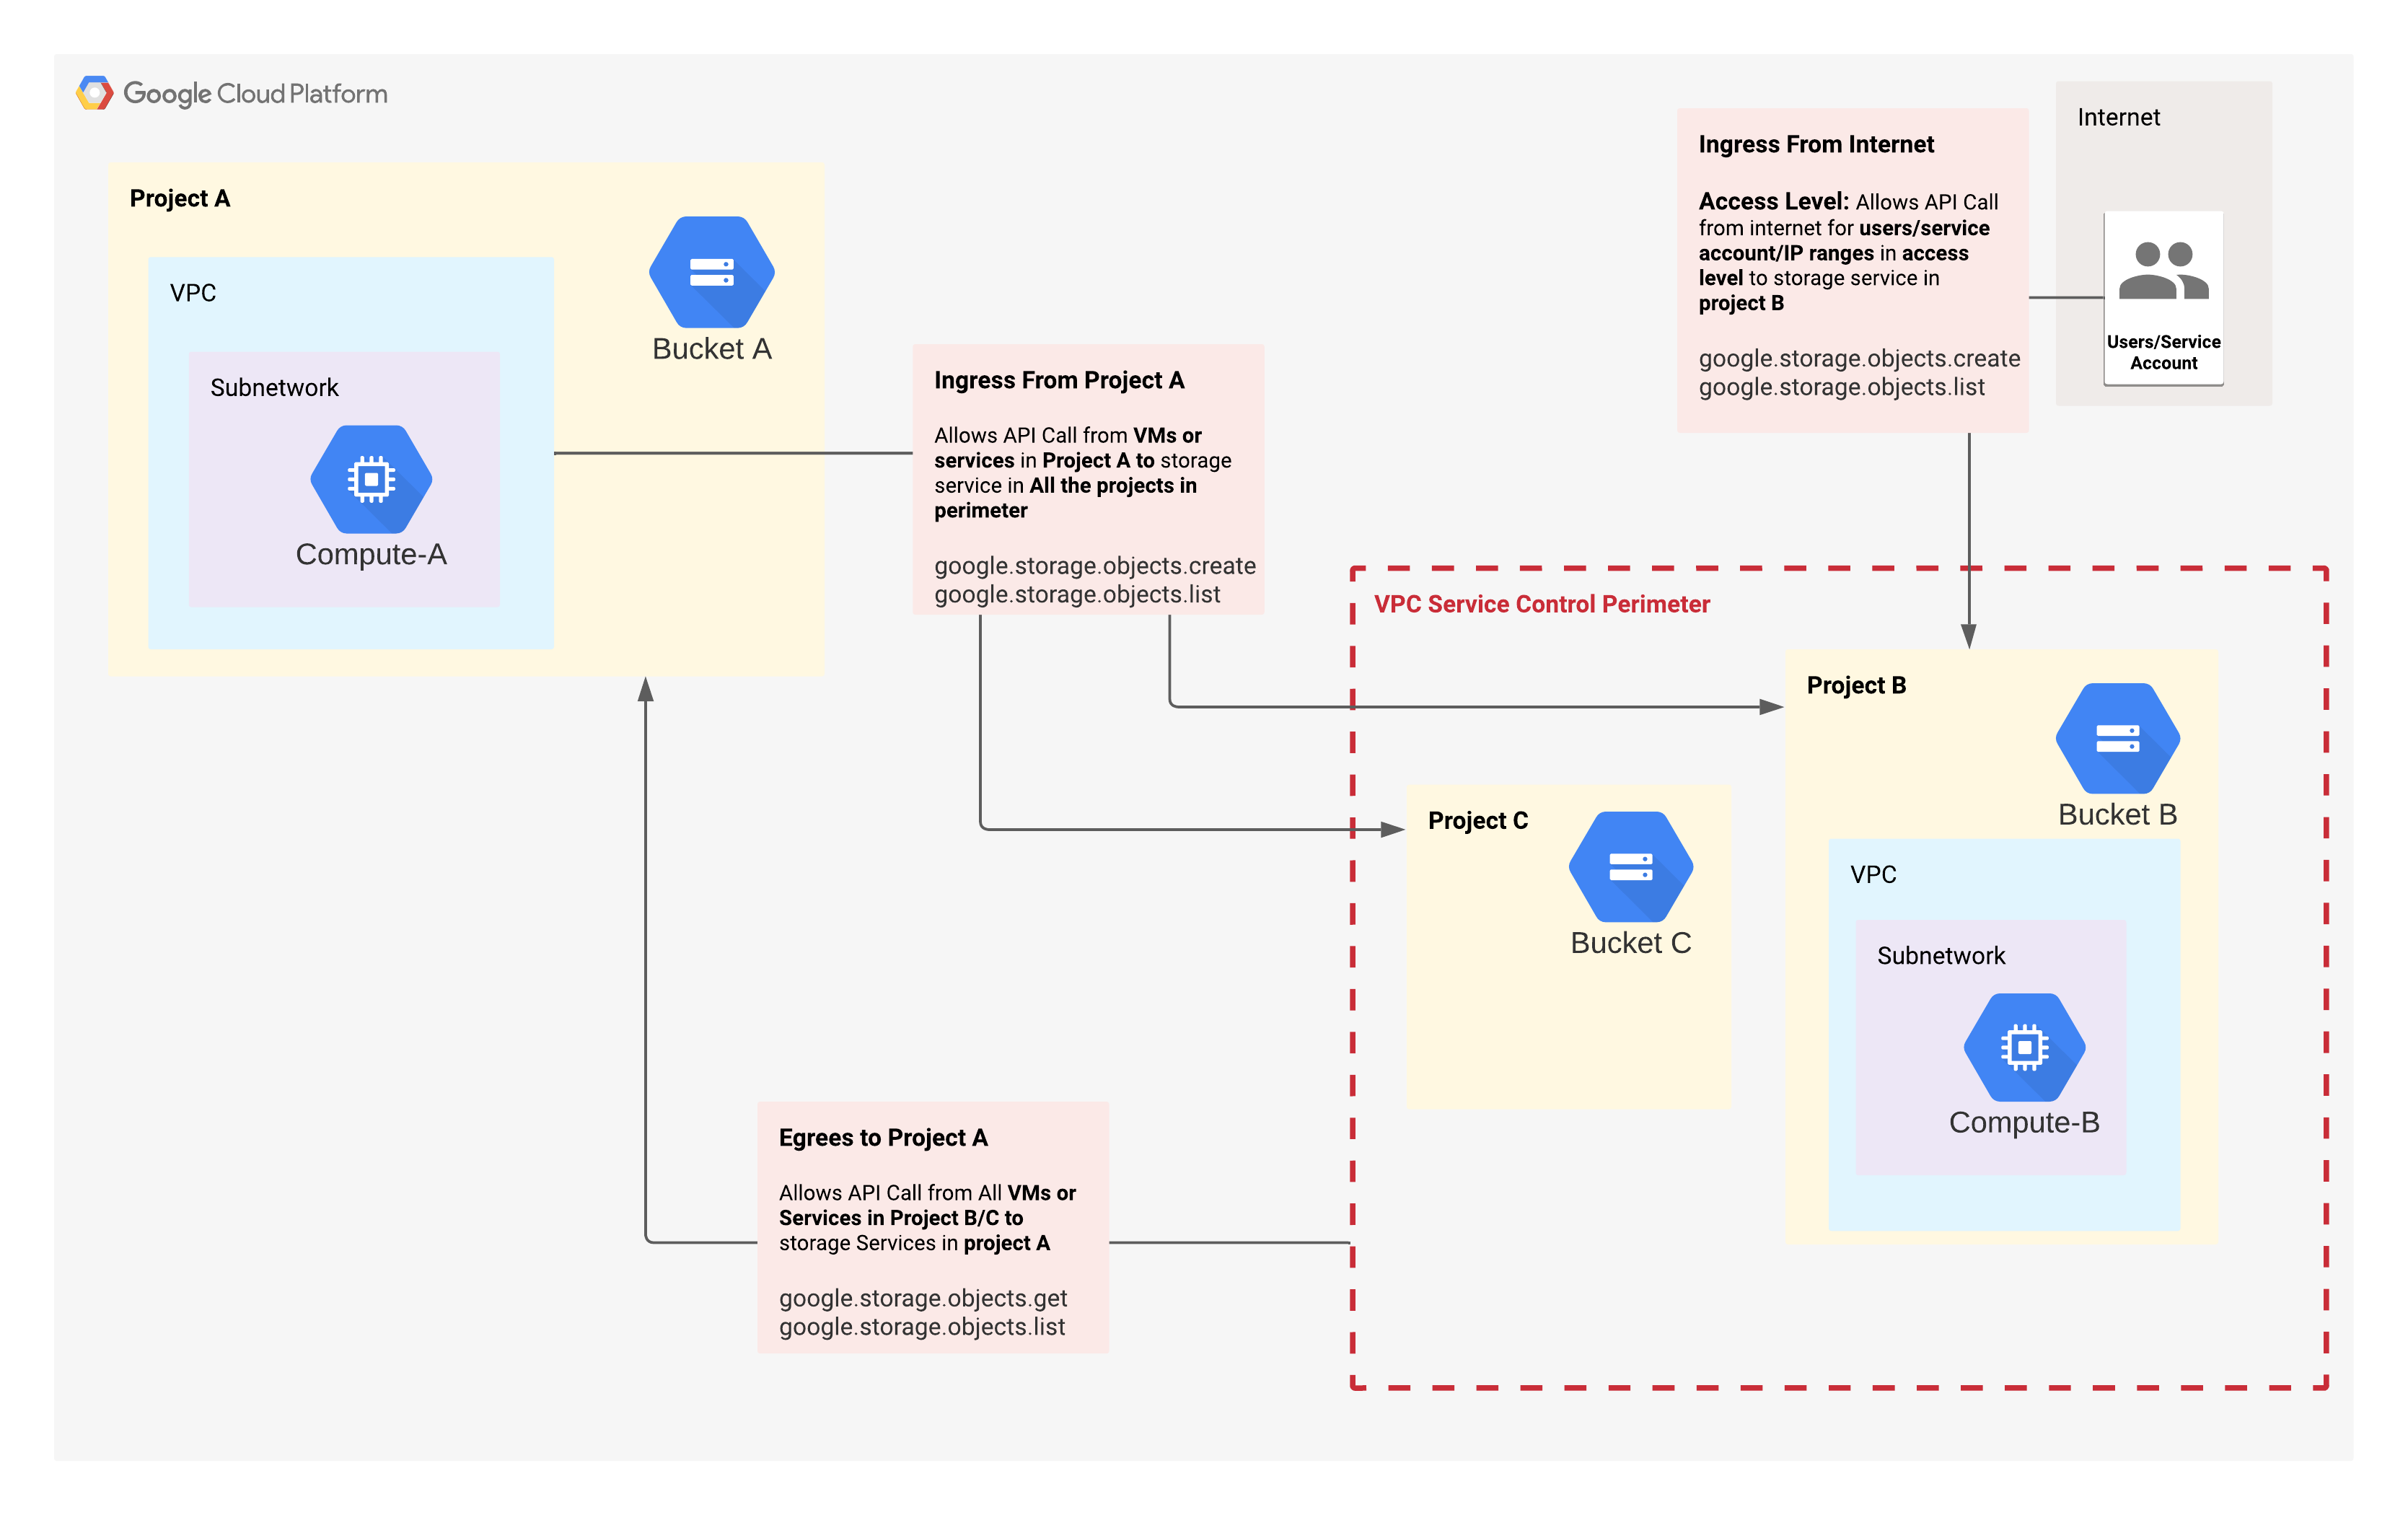 Google Cloud Platform
Project A
VPC
Subnetwork
Compute-A
Bucket A
Ingress From Project A
Allows API Call from VMs or
services in Project A to storage
service in All the projects in
perimeter
google.storage.objects.create
google.storage.objects.list
Ingress From Internet
Access Level: Allows API Call
from internet for users/service
account/IP ranges in access
level to storage service in
project B
google.storage.objects.create
google.storage.objects.list
Internet
Users/Service
Account
VPC Service Control Perimeter
Project B
Bucket B
VPC
Subnetwork
Compute-B
Project C
Bucket C
Egrees to Project A
Allows API Call from All VMs or
Services in Project B/C to
storage Services in project A
google.storage.objects.get
google.storage.objects.list